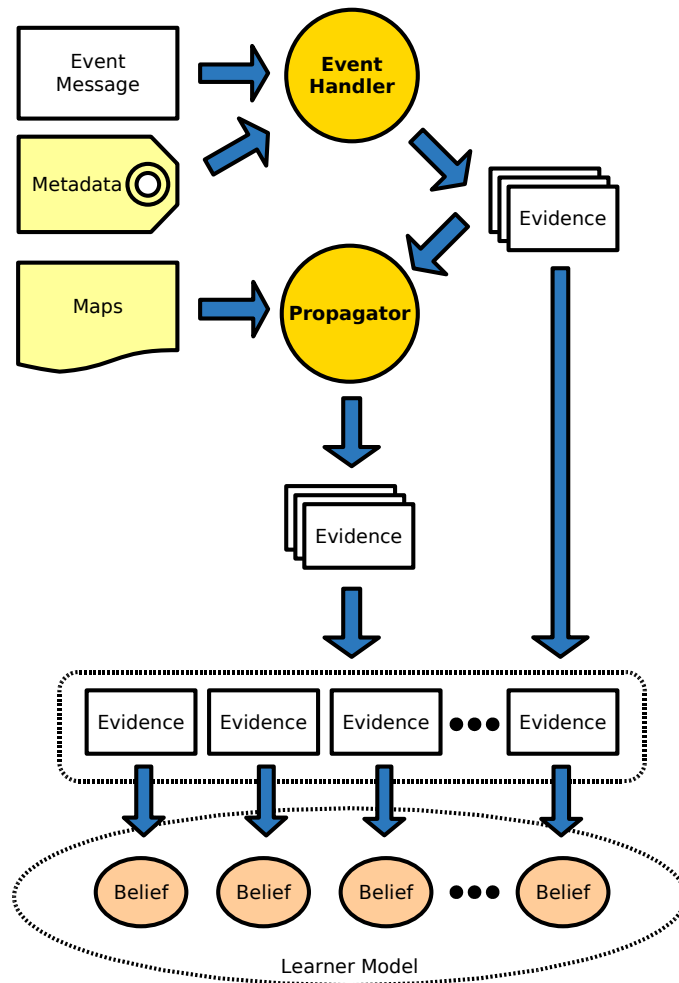 Event
Message
Event
Handler
Metadata
Evidence
Maps
Propagator
Evidence
Evidence
Evidence
Evidence
Evidence
Belief
Belief
Belief
Belief
Learner Model